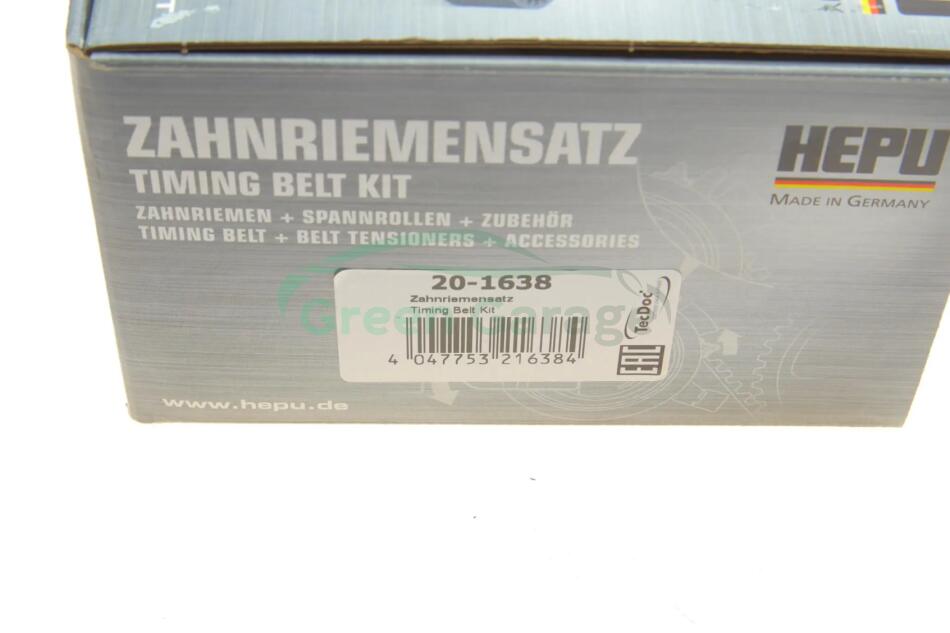 ZAHNRIEMENSATZ
TIMING BELT KIT
ZAHNRIEMEN + SPANNROLLEN + ZUBEHÖR
TIMING BELT + BELT TENSIONERS + ACCESSORIES
HEPU
MADE IN GERMANY
20-1638
Zahnriemensatz
Timing Belt Kit
Green Garage
TecDoc
EAC
4 047753 216384
www.hepu.de